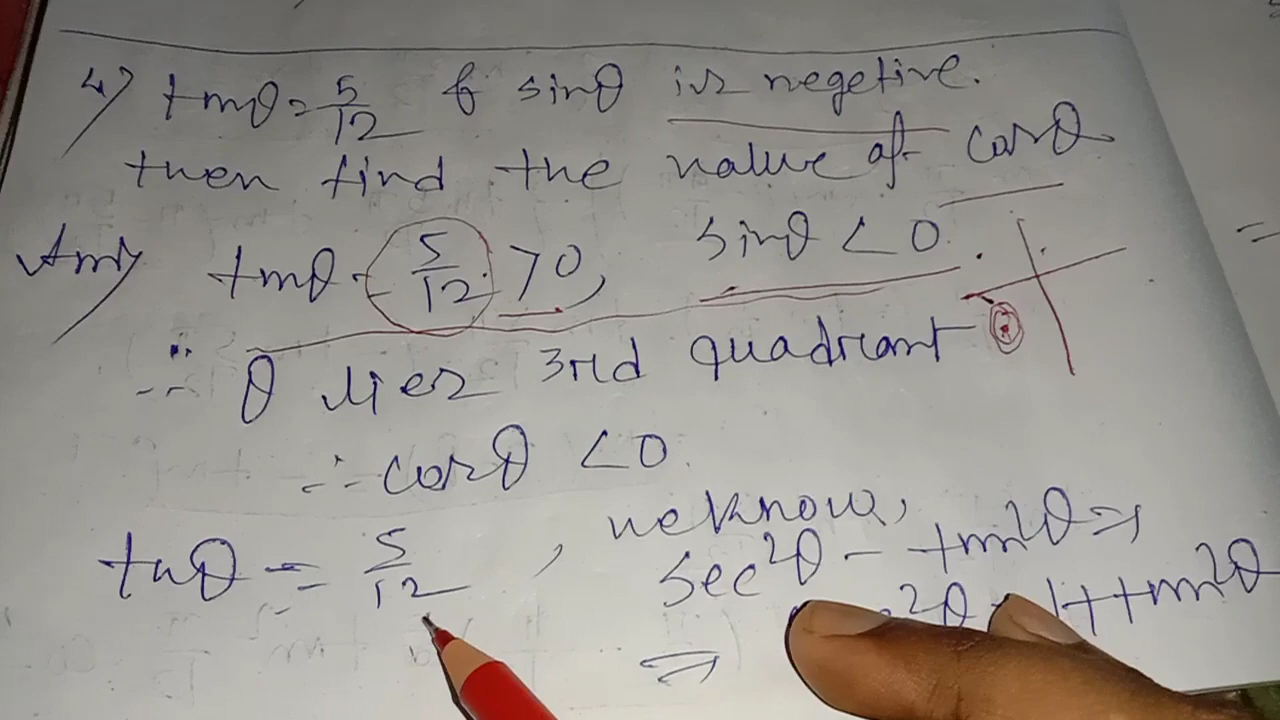 4) tanθ = 5/12 & sinθ is negetive.
then find the value of cosθ
Ans) tanθ = 5/12 > 0, sinθ < 0.
∴ θ lies 3rd quadrant
∴ cosθ < 0.
tanθ = 5/12, we know,
sec²θ - tan²θ = 1
⇒ ²θ = 1 + tan²θ